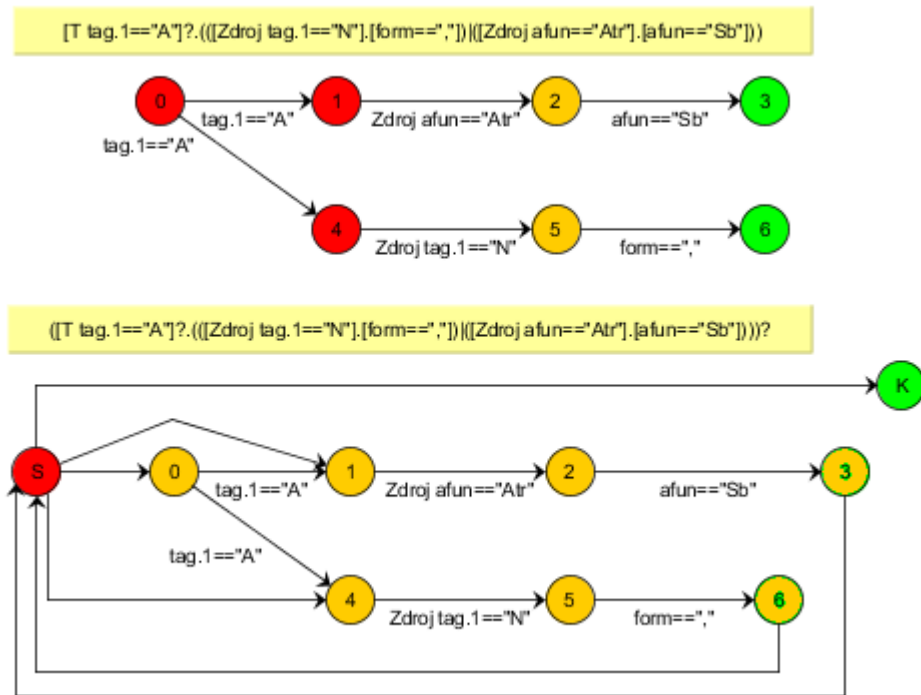 [T tag.1=="A"]?.(([Zdroj tag.1=="N"].[form==","])|([Zdroj afun=="Atr"].[afun=="Sb"]))
0
1
2
3
tag.1=="A"
Zdroj afun=="Atr"
afun=="Sb"
tag.1=="A"
4
5
6
Zdroj tag.1=="N"
form==","
([T tag.1=="A"]?.(([Zdroj tag.1=="N"].[form==","])|([Zdroj afun=="Atr"].[afun=="Sb"])))?
K
S
0
1
2
3
tag.1=="A"
Zdroj afun=="Atr"
afun=="Sb"
tag.1=="A"
4
5
6
Zdroj tag.1=="N"
form==","